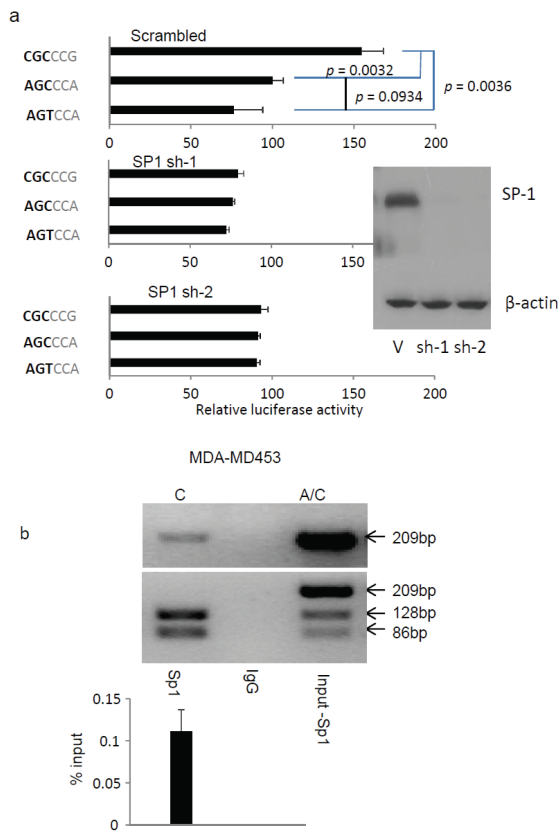 a
Scrambled
CGCCCG
AGCCCA
AGTCCA
p = 0.0032
p = 0.0934
p = 0.0036
0 50 100 150 200
SP1 sh-1
CGCCCG
AGCCCA
AGTCCA
0 50 100 150
SP-1
β-actin
V sh-1 sh-2
SP1 sh-2
CGCCCG
AGCCCA
AGTCCA
0 50 100 150 200
Relative luciferase activity
MDA-MD453
b
C A/C
209bp
209bp
128bp
86bp
Sp1 IgG Input -Sp1
% input
0.15
0.1
0.05
0